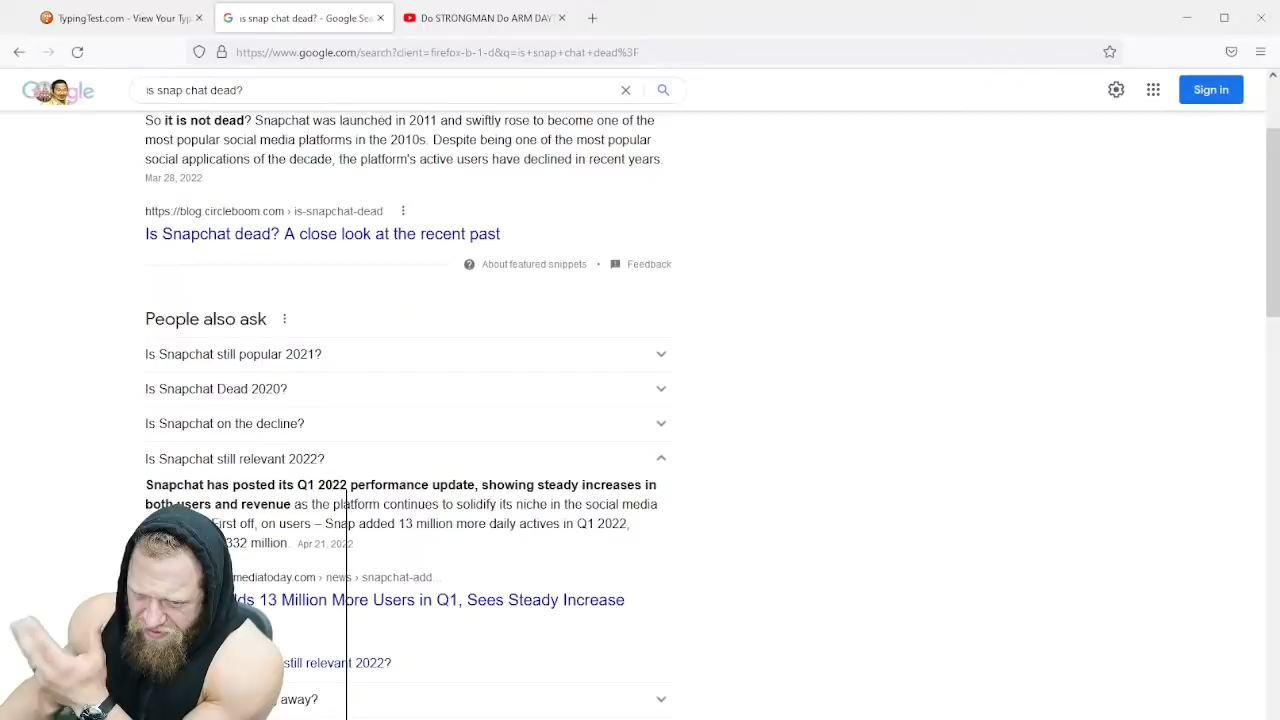 TypingTest.com - View Your Typ
is snap chat dead? - Google Sea
Do STRONGMAN Do ARM DAY
https://www.google.com/search?client=firefox-b-1-d&q=is+snap+chat+dead%3F
is snap chat dead?
Sign in
So it is not dead? Snapchat was launched in 2011 and swiftly rose to become one of the
most popular social media platforms in the 2010s. Despite being one of the most popular
social applications of the decade, the platform's active users have declined in recent years.
Mar 28, 2022
https://blog.circleboom.com › is-snapchat-dead
Is Snapchat dead? A close look at the recent past
About featured snippets • Feedback
People also ask
Is Snapchat still popular 2021?
Is Snapchat Dead 2020?
Is Snapchat on the decline?
Is Snapchat still relevant 2022?
Snapchat has posted its Q1 2022 performance update, showing steady increases in
both users and revenue as the platform continues to solidify its niche in the social media
First off, on users – Snap added 13 million more daily actives in Q1 2022,
332 million. Apr 21, 2022
mediatoday.com › news › snapchat-add...
ds 13 Million More Users in Q1, Sees Steady Increase
still relevant 2022?
away?